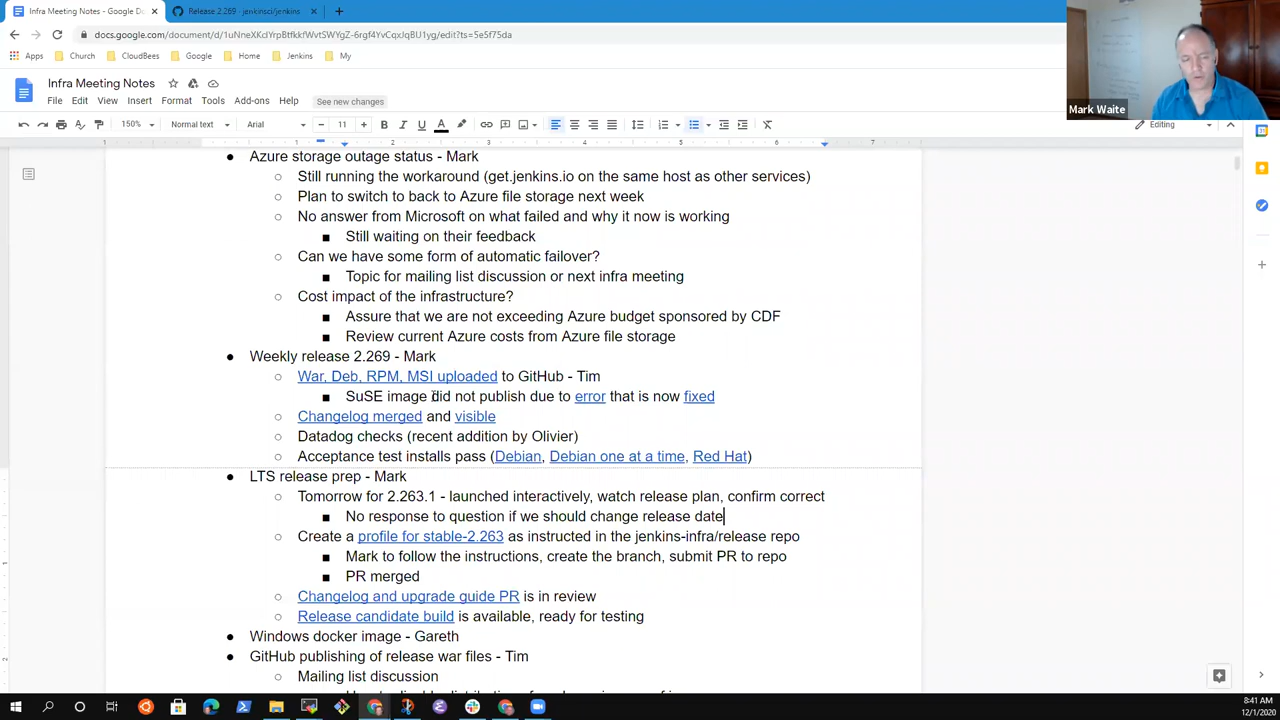 Infra Meeting Notes - Google Do
Release 2.269 · jenkinsci/jenkins
Apps
Church
CloudBees
Google
Home
Jenkins
My
Infra Meeting Notes
File Edit View Insert Format Tools Add-ons Help
See new changes
150%
Normal text
Arial
11
Editing
Mark Waite
1 1 2 3 4 5 6 7
Azure storage outage status - Mark
Still running the workaround (get.jenkins.io on the same host as other services)
Plan to switch to back to Azure file storage next week
No answer from Microsoft on what failed and why it now is working
Still waiting on their feedback
Can we have some form of automatic failover?
Topic for mailing list discussion or next infra meeting
Cost impact of the infrastructure?
Assure that we are not exceeding Azure budget sponsored by CDF
Review current Azure costs from Azure file storage
Weekly release 2.269 - Mark
War, Deb, RPM, MSI uploaded to GitHub - Tim
SuSE image did not publish due to error that is now fixed
Changelog merged and visible
Datadog checks (recent addition by Olivier)
Acceptance test installs pass (Debian, Debian one at a time, Red Hat)
LTS release prep - Mark
Tomorrow for 2.263.1 - launched interactively, watch release plan, confirm correct
No response to question if we should change release date
Create a profile for stable-2.263 as instructed in the jenkins-infra/release repo
Mark to follow the instructions, create the branch, submit PR to repo
PR merged
Changelog and upgrade guide PR is in review
Release candidate build is available, ready for testing
Windows docker image - Gareth
GitHub publishing of release war files - Tim
Mailing list discussion
8:41 AM
12/1/2020